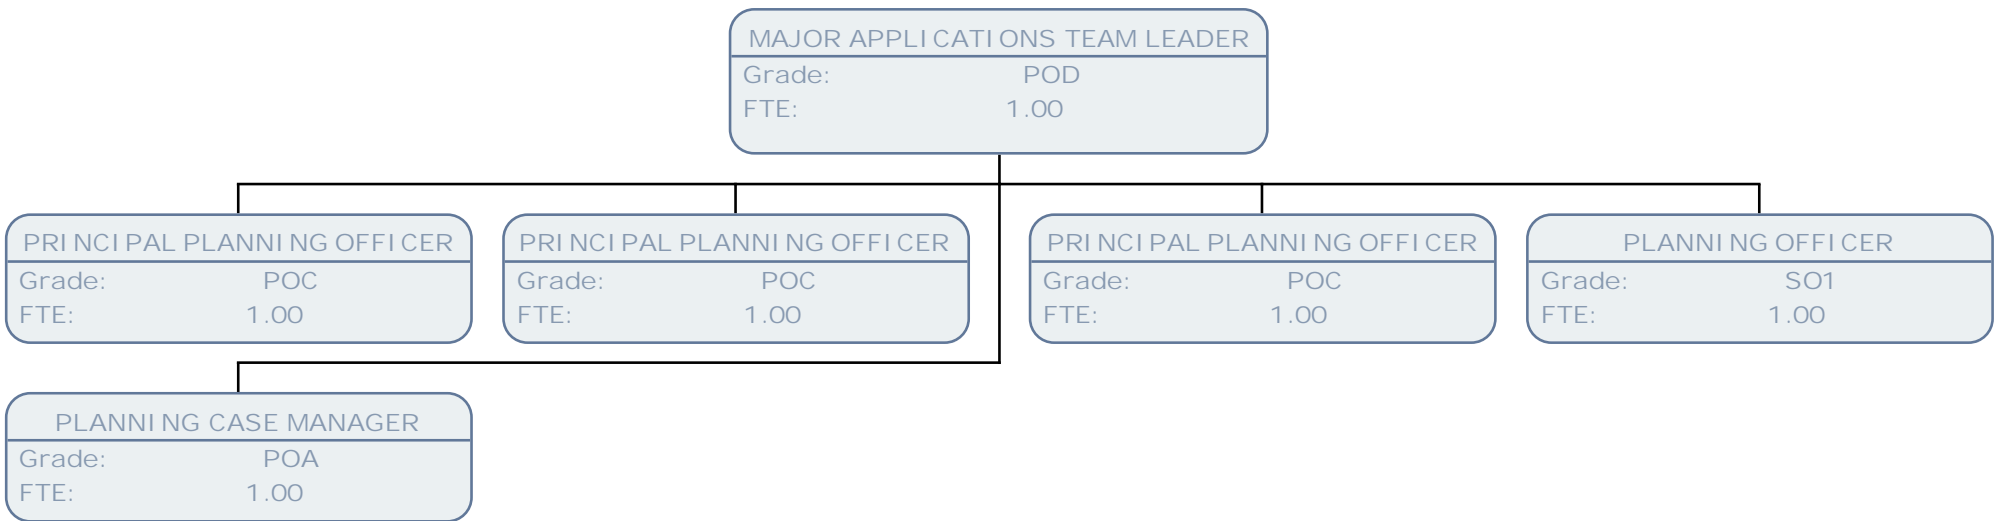 MAJOR APPLICATIONS TEAM LEADER
Grade: POD
FTE: 1.00
PRINCIPAL PLANNING OFFICER
Grade: POC
FTE: 1.00
PRINCIPAL PLANNING OFFICER
Grade: POC
FTE: 1.00
PRINCIPAL PLANNING OFFICER
Grade: POC
FTE: 1.00
PLANNING OFFICER
Grade: SO1
FTE: 1.00
PLANNING CASE MANAGER
Grade: POA
FTE: 1.00